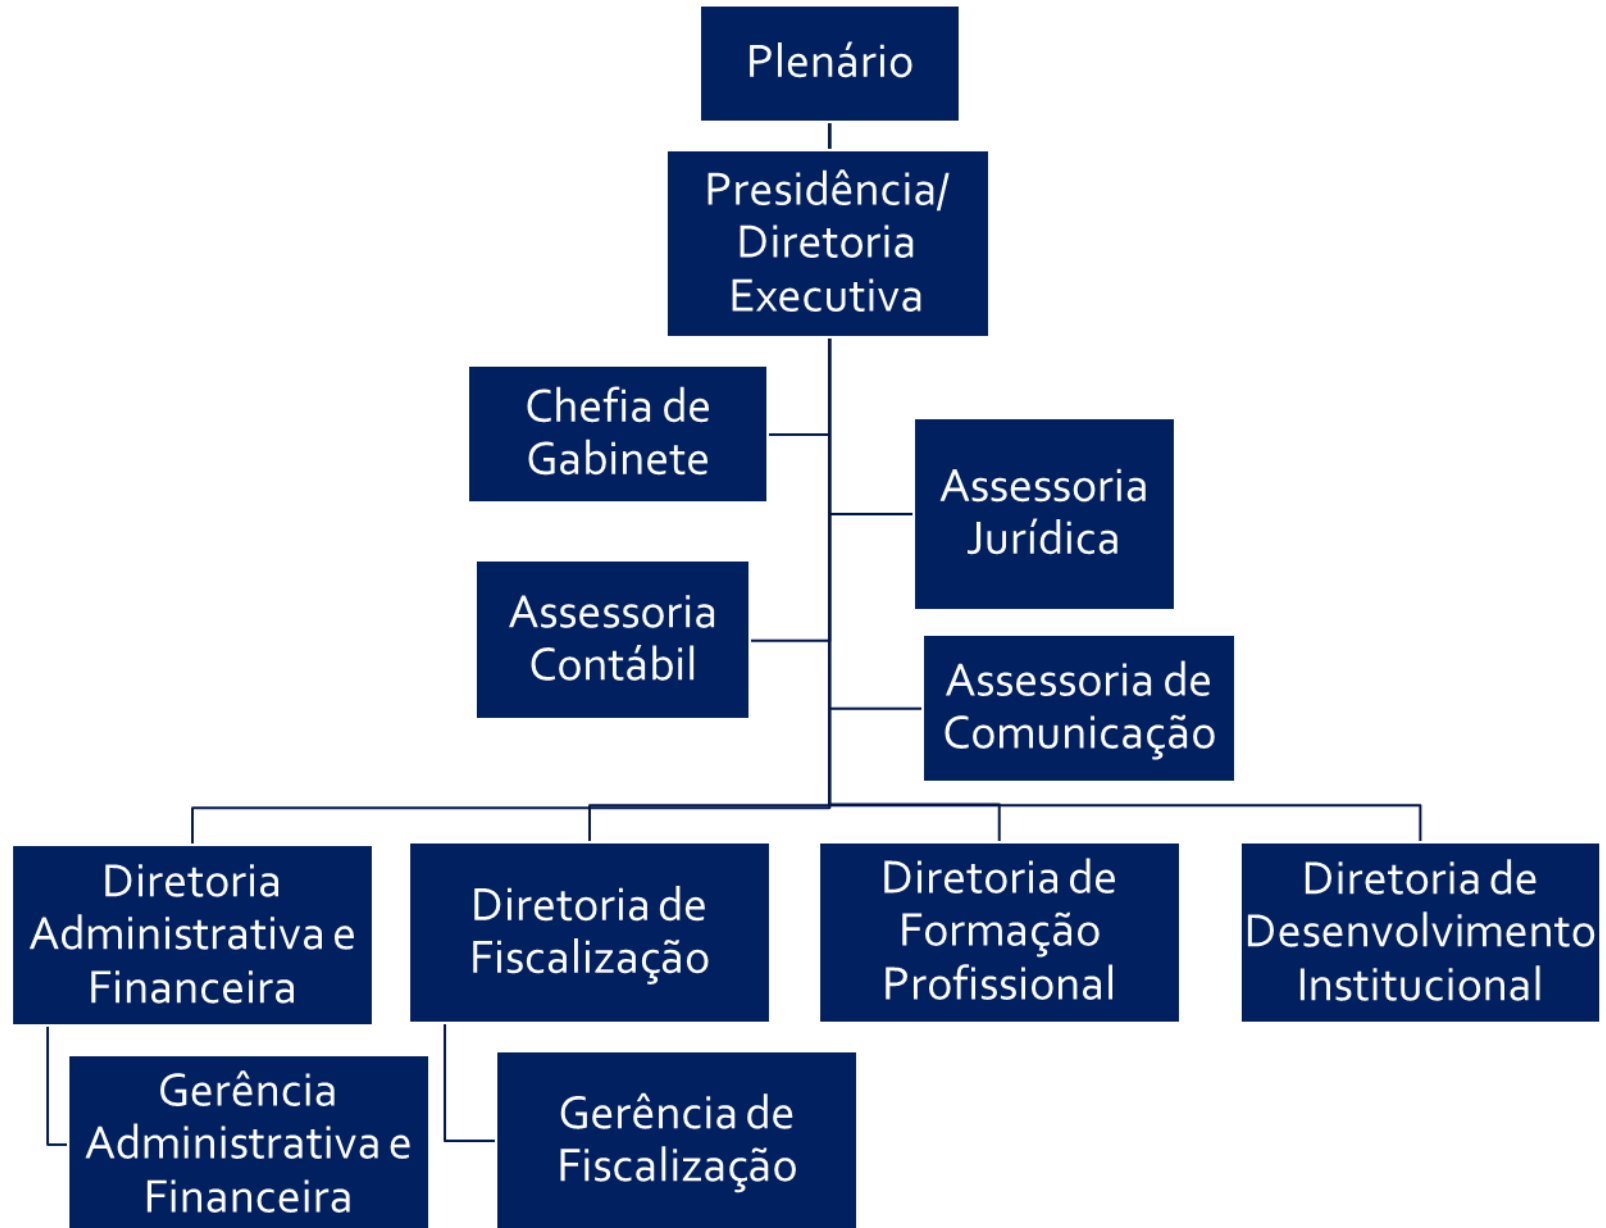 Plenário
Presidência/
Diretoria
Executiva
Chefia de
Gabinete
Assessoria
Jurídica
Assessoria
Contábil
Assessoria de
Comunicação
Diretoria
Administrativa e
Financeira
Diretoria de
Fiscalização
Diretoria de
Formação
Profissional
Diretoria de
Desenvolvimento
Institucional
Gerência
Administrativa e
Financeira
Gerência de
Fiscalização